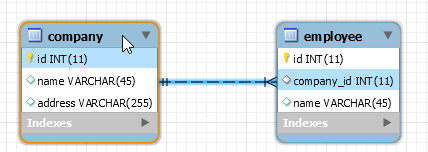 company
id INT(11)
name VARCHAR(45)
address VARCHAR(255)
Indexes
employee
id INT(11)
company_id INT(11)
name VARCHAR(45)
Indexes